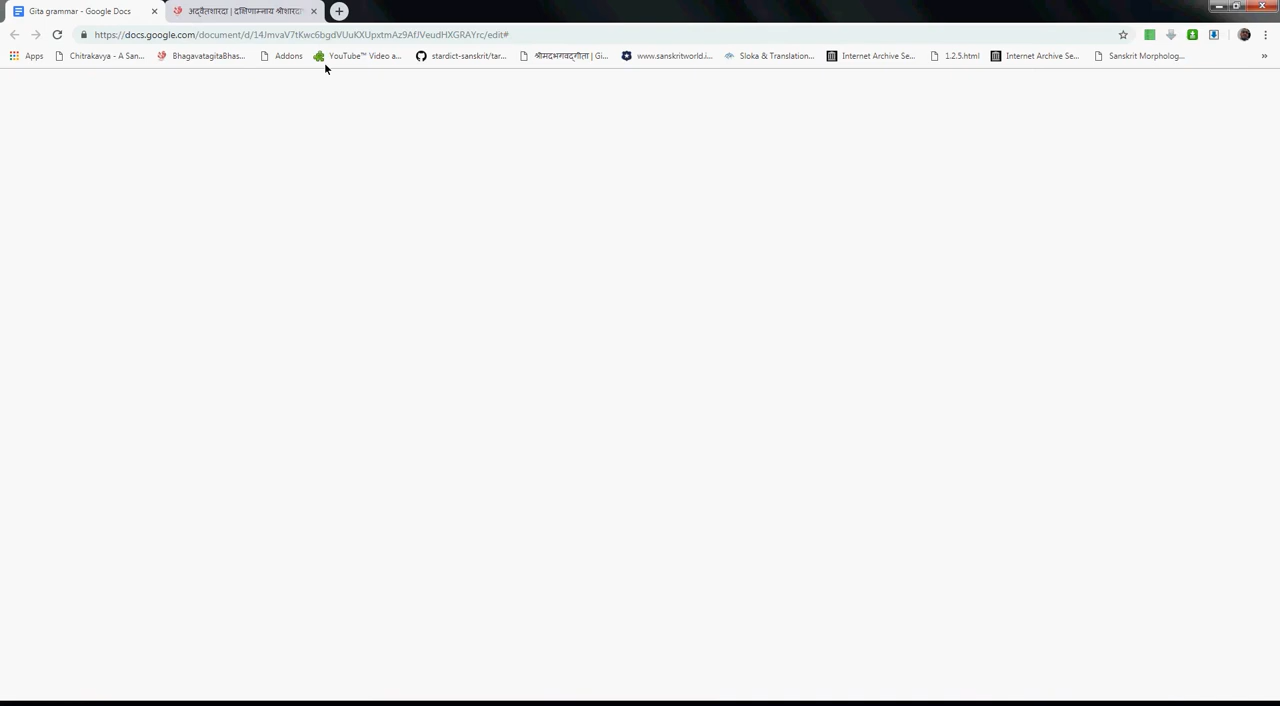 Gita grammar - Google Docs अद्वैतशारदा | दक्षिणाम्नाय श्रीशारदा
https://docs.google.com/document/d/14JmvaV7tKwc6bgdVUuKXUpxtmAz9AfJVeudHXGRAYrc/edit#
Apps Chitrakavya - A San... BhagavatagitaBhas... Addons YouTube™ Video a... stardict-sanskrit/tar... श्रीमद्भगवद्गीता | Gi... www.sanskritworld.i... Sloka & Translation... Internet Archive Se... 1.2.5.html Internet Archive Se... Sanskrit Morpholog... »